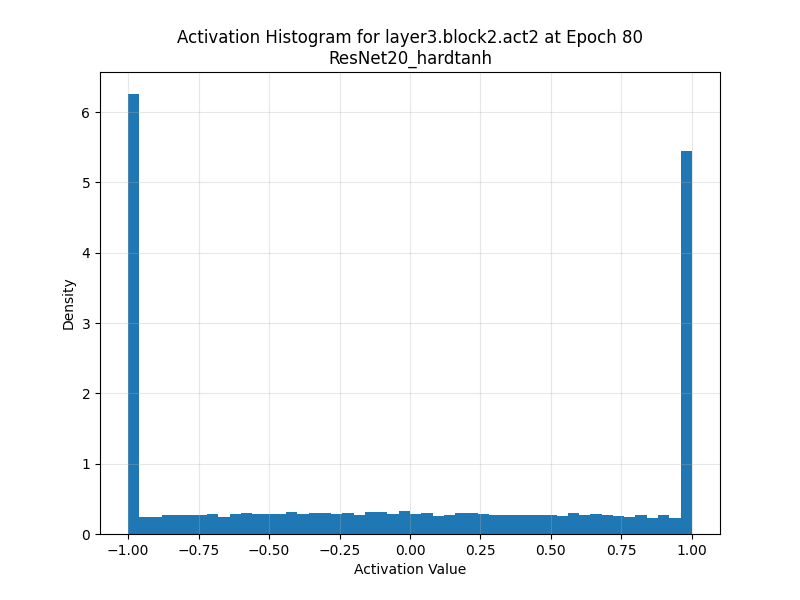 Activation Histogram for layer3.block2.act2 at Epoch 80
ResNet20_hardtanh
Density
6
5
4
3
2
1
0
−1.00 −0.75 −0.50 −0.25 0.00 0.25 0.50 0.75 1.00
Activation Value